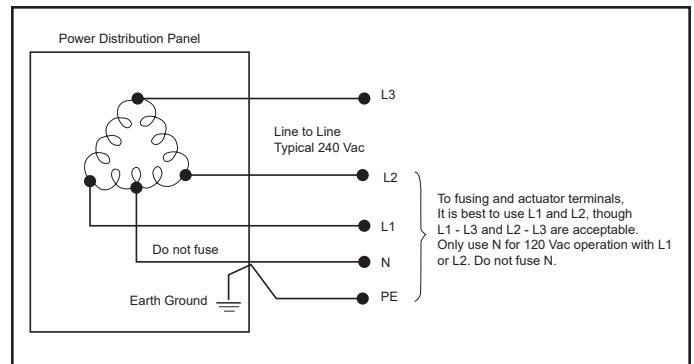 Power Distribution Panel
L3
Line to Line
Typical 240 Vac
L2
To fusing and actuator terminals,
It is best to use L1 and L2, though
L1 - L3 and L2 - L3 are acceptable.
Only use N for 120 Vac operation with L1
or L2. Do not fuse N.
L1
Do not fuse
N
Earth Ground
PE